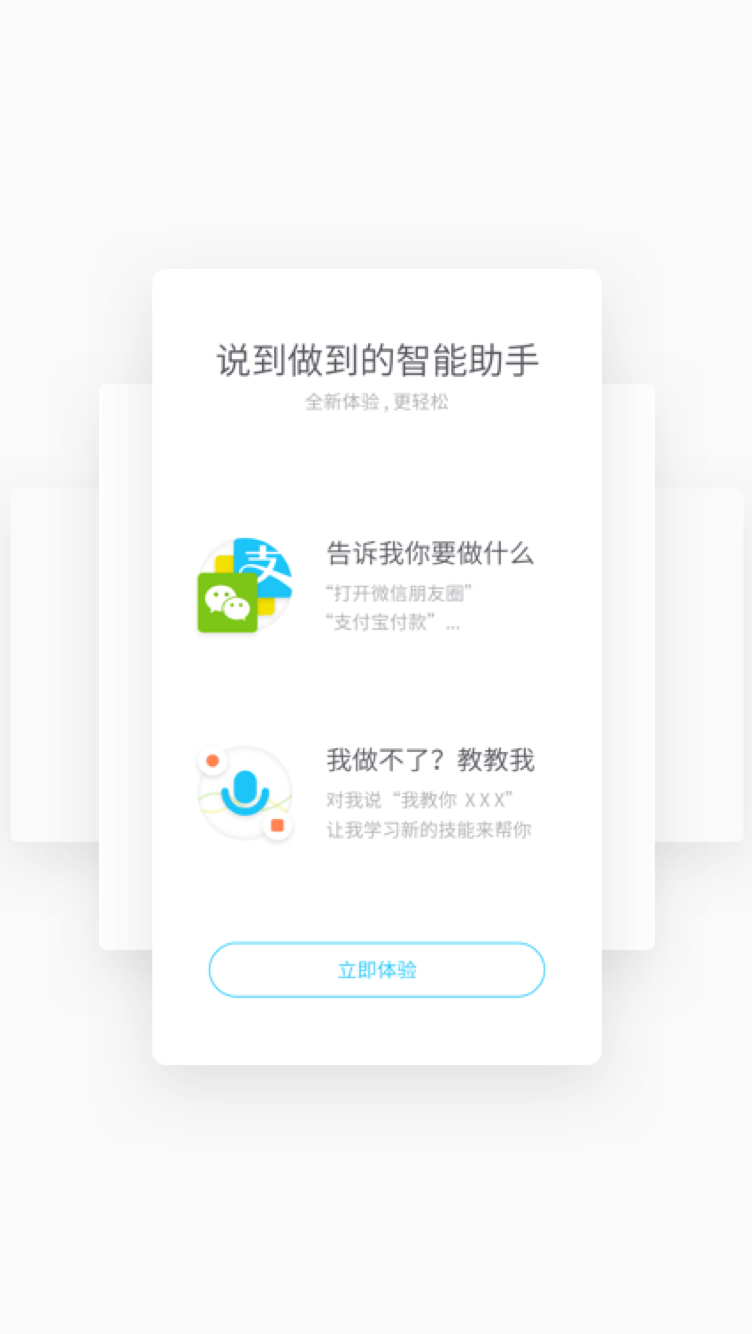 说到做到的智能助手
全新体验,更轻松
支
告诉我你要做什么
“打开微信朋友圈”
“支付宝付款” ...
我做不了？教教我
对我说“我教你 X X X”
让我学习新的技能来帮你
立即体验